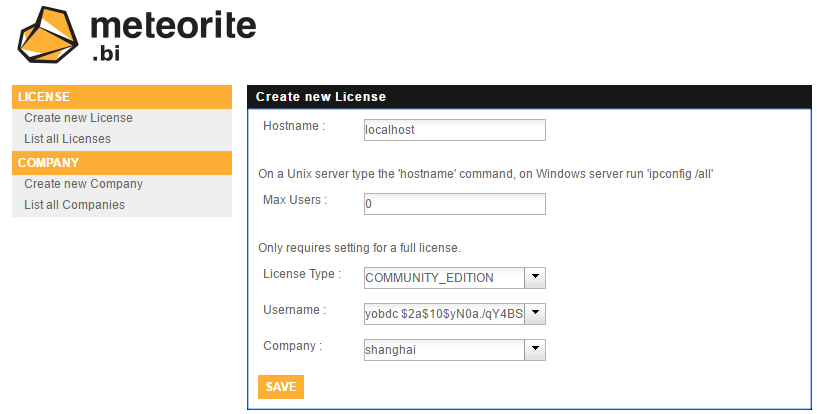 meteorite
.bi
LICENSE
Create new License
List all Licenses
COMPANY
Create new Company
List all Companies
Create new License
Hostname :
localhost
On a Unix server type the 'hostname' command, on Windows server run 'ipconfig /all'
Max Users :
0
Only requires setting for a full license.
License Type :
COMMUNITY_EDITION
Username :
yobdc $2a$10$yN0a./qY4BS
Company :
shanghai
SAVE